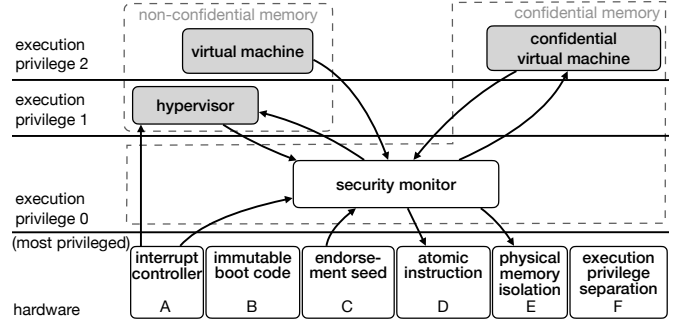 non-confidential memory
confidential memory
execution
privilege 2
virtual machine
confidential
virtual machine
execution
privilege 1
hypervisor
security monitor
execution
privilege 0
(most privileged)
hardware
interrupt
controller
A
immutable
boot code
B
endorse-
ment seed
C
atomic
instruction
D
physical
memory
isolation
E
execution
privilege
separation
F